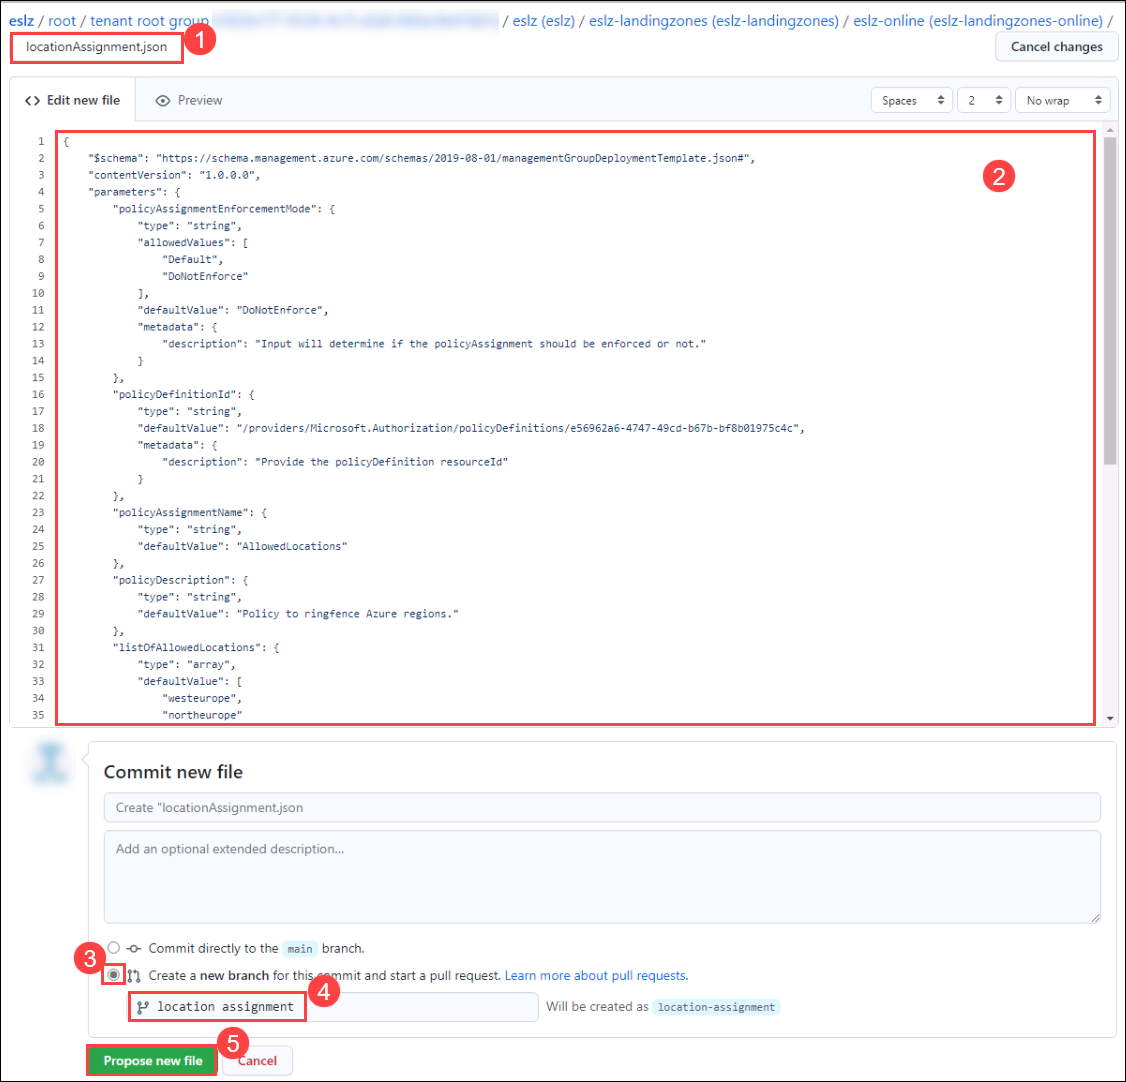 eslz / root / tenant root group / eslz (eslz) / eslz-landingzones (eslz-landingzones) / eslz-online (eslz-landingzones-online) /
locationAssignment.json
1
Cancel changes
Edit new file
Preview
Spaces
2
No wrap
1 {
2 "$schema": "https://schema.management.azure.com/schemas/2019-08-01/managementGroupDeploymentTemplate.json#",
3 "contentVersion": "1.0.0.0",
2
4 "parameters": {
5 "policyAssignmentEnforcementMode": {
6 "type": "string",
7 "allowedValues": [
8 "Default",
9 "DoNotEnforce"
10 ],
11 "defaultValue": "DoNotEnforce",
12 "metadata": {
13 "description": "Input will determine if the policyAssignment should be enforced or not."
14 }
15 },
16 "policyDefinitionId": {
17 "type": "string",
18 "defaultValue": "/providers/Microsoft.Authorization/policyDefinitions/e56962a6-4747-49cd-b67b-bf8b01975c4c",
19 "metadata": {
20 "description": "Provide the policyDefinition resourceId"
21 }
22 },
23 "policyAssignmentName": {
24 "type": "string",
25 "defaultValue": "AllowedLocations"
26 },
27 "policyDescription": {
28 "type": "string",
29 "defaultValue": "Policy to ringfence Azure regions."
30 },
31 "listOfAllowedLocations": {
32 "type": "array",
33 "defaultValue": [
34 "westeurope",
35 "northeurope"
Commit new file
Create "locationAssignment.json
Add an optional extended description...
Commit directly to the main branch.
3
Create a new branch for this commit and start a pull request. Learn more about pull requests.
4
location assignment
Will be created as location-assignment
5
Propose new file
Cancel